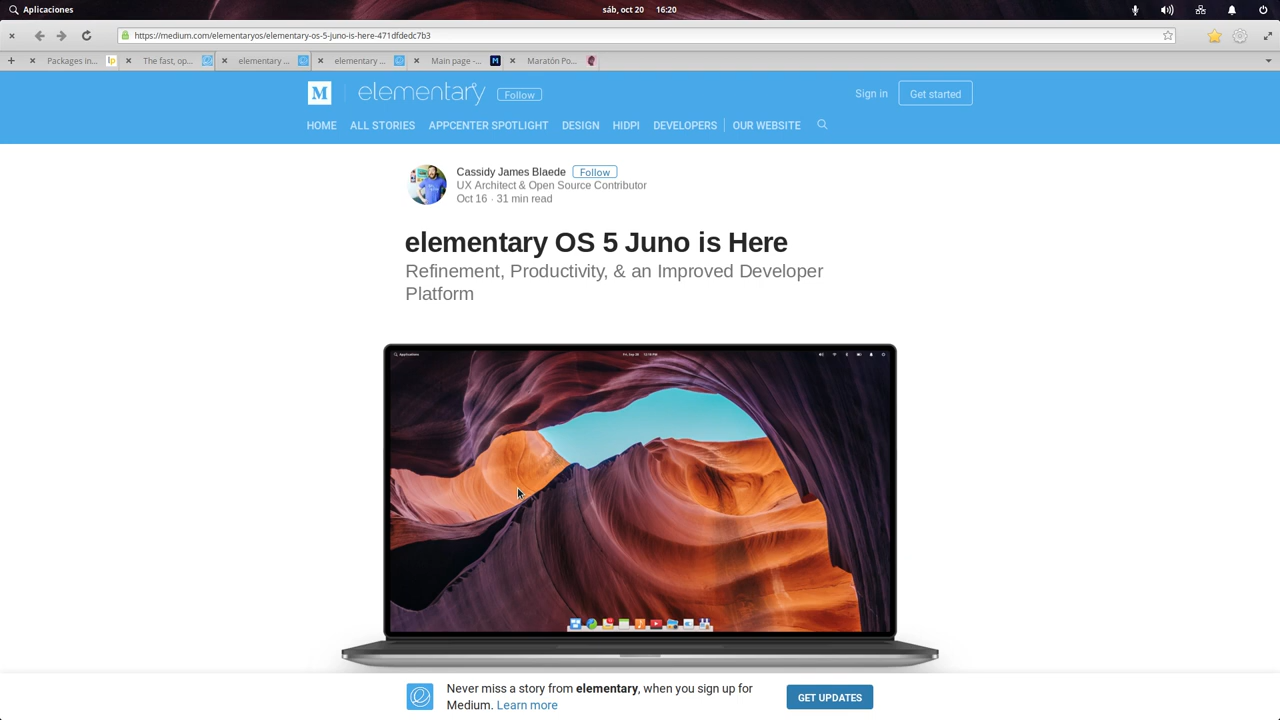 Aplicaciones
sáb, oct 20 16:20
https://medium.com/elementaryos/elementary-os-5-juno-is-here-471dfdedc7b3
Packages in...
The fast, op...
elementary ...
elementary ...
Main page -...
Maratón Po...
M elementary Follow
Sign in Get started
HOME ALL STORIES APPCENTER SPOTLIGHT DESIGN HIDPI DEVELOPERS OUR WEBSITE
Cassidy James Blaede Follow
UX Architect & Open Source Contributor
Oct 16 · 31 min read
elementary OS 5 Juno is Here
Refinement, Productivity, & an Improved Developer
Platform
Applications
Never miss a story from elementary, when you sign up for
Medium. Learn more
GET UPDATES